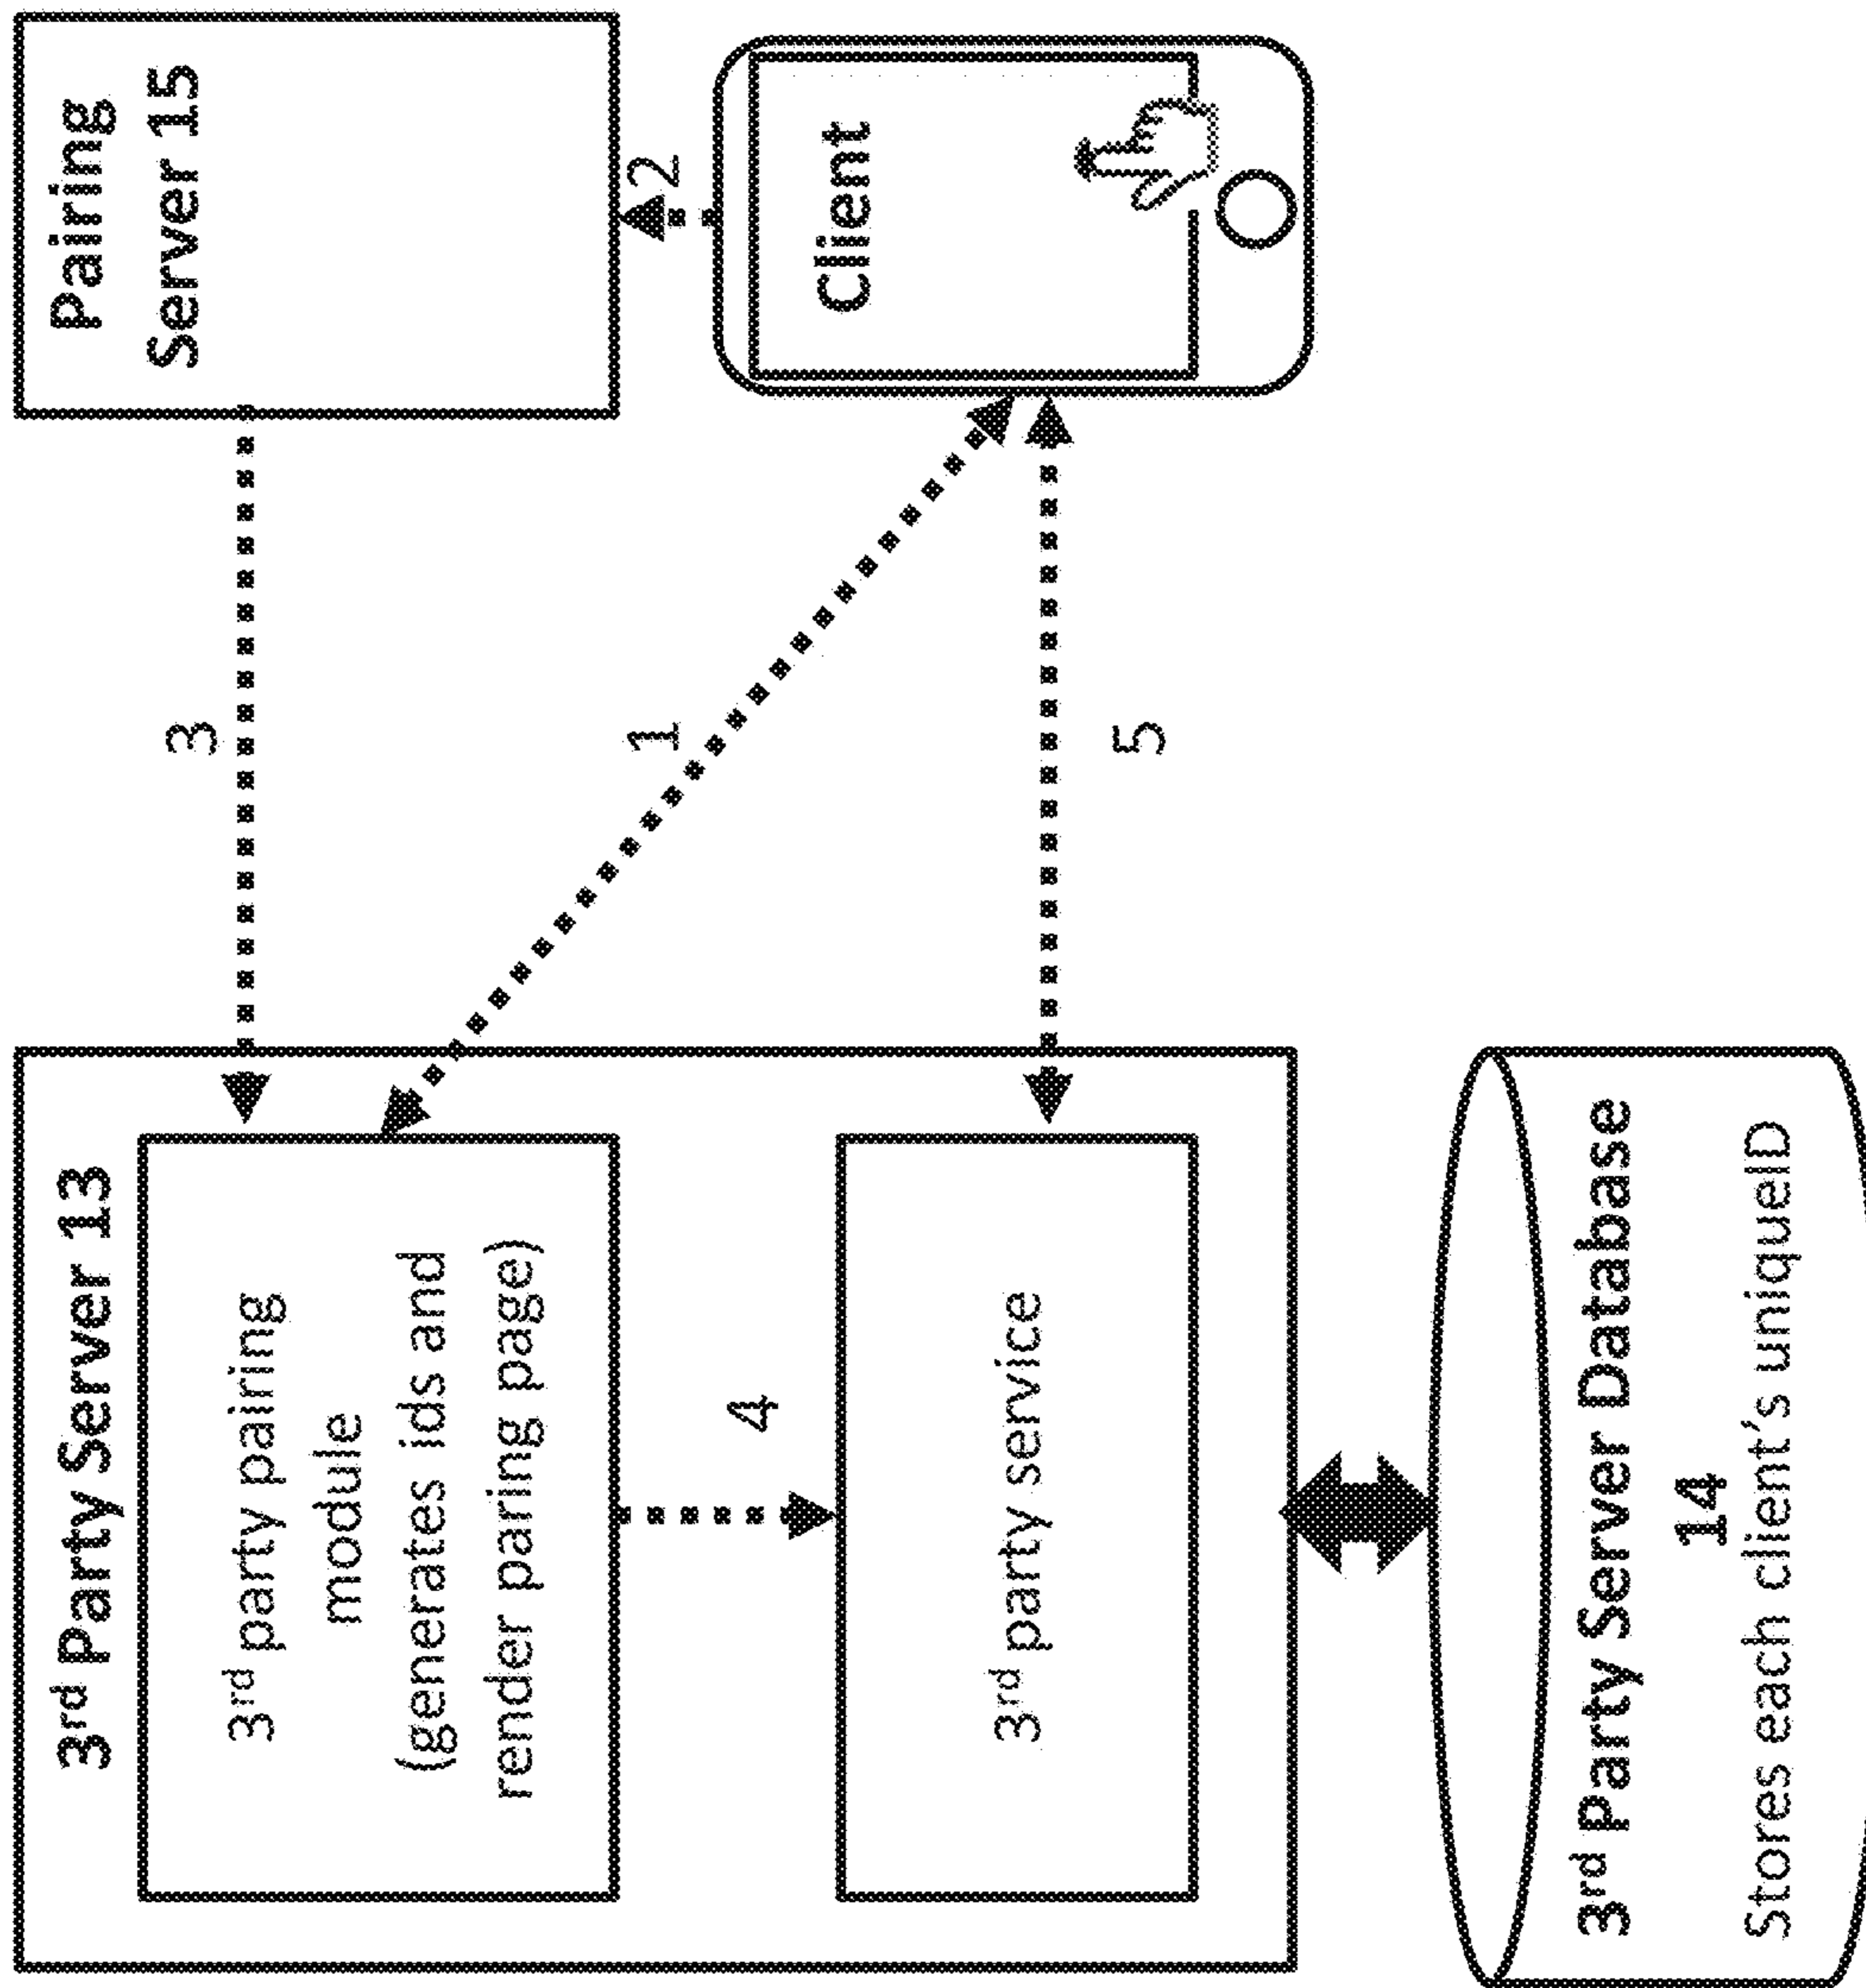 3rd Party Server 13
3rd party pairing
module
(generates ids and
render paring page)
4
3rd party service
3rd Party Server Database
14
Stores each client's uniqueID
3
1
5
Pairing
Server 15
2
Client